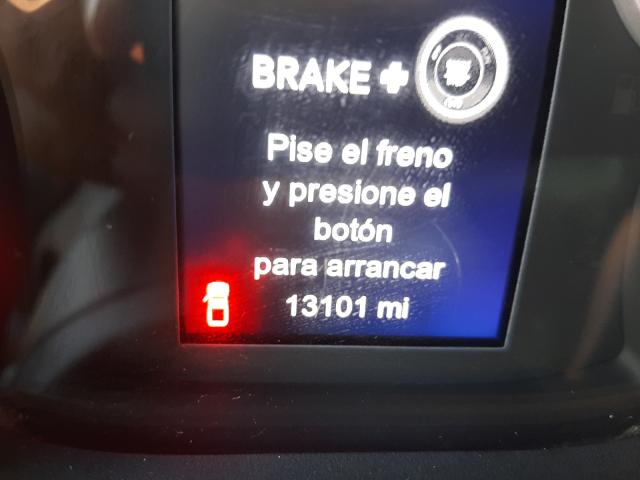 BRAKE +
Pise el freno
y presione el
botón
para arrancar
13101 mi